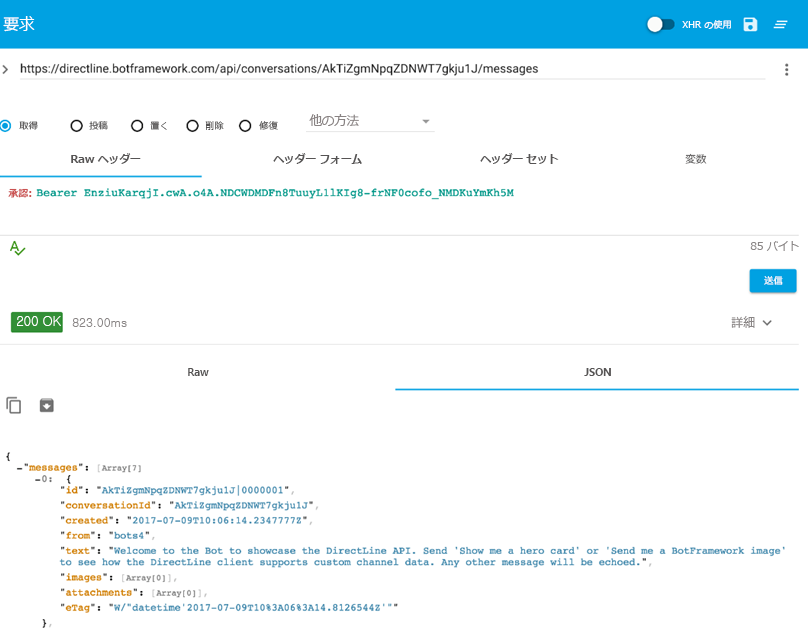 要求
XHR の使用
https://directline.botframework.com/api/conversations/AkTiZgmNpqZDNWT7gkju1J/messages
取得 投稿 置く 削除 修復 他の方法
Raw ヘッダー ヘッダー フォーム ヘッダー セット 変数
承認: Bearer EnziuKarqjI.cwA.o4A.NDCWDMDFn8TuuyL1lKIg8-frNF0cofo_NMDKuYmKh5M
85 バイト
送信
200 OK 823.00ms 詳細
Raw JSON
{
"messages": [Array[7]
0: {
"id": "AkTiZgmNpqZDNWT7gkju1J|0000001",
"conversationId": "AkTiZgmNpqZDNWT7gkju1J",
"created": "2017-07-09T10:06:14.2347777Z",
"from": "bots4",
"text": "Welcome to the Bot to showcase the DirectLine API. Send 'Show me a hero card' or 'Send me a BotFramework image'
to see how the DirectLine client supports custom channel data. Any other message will be echoed.",
"images": [Array[0]],
"attachments": [Array[0]],
"eTag": "W/"datetime'2017-07-09T10%3A06%3A14.8126544Z'""
},